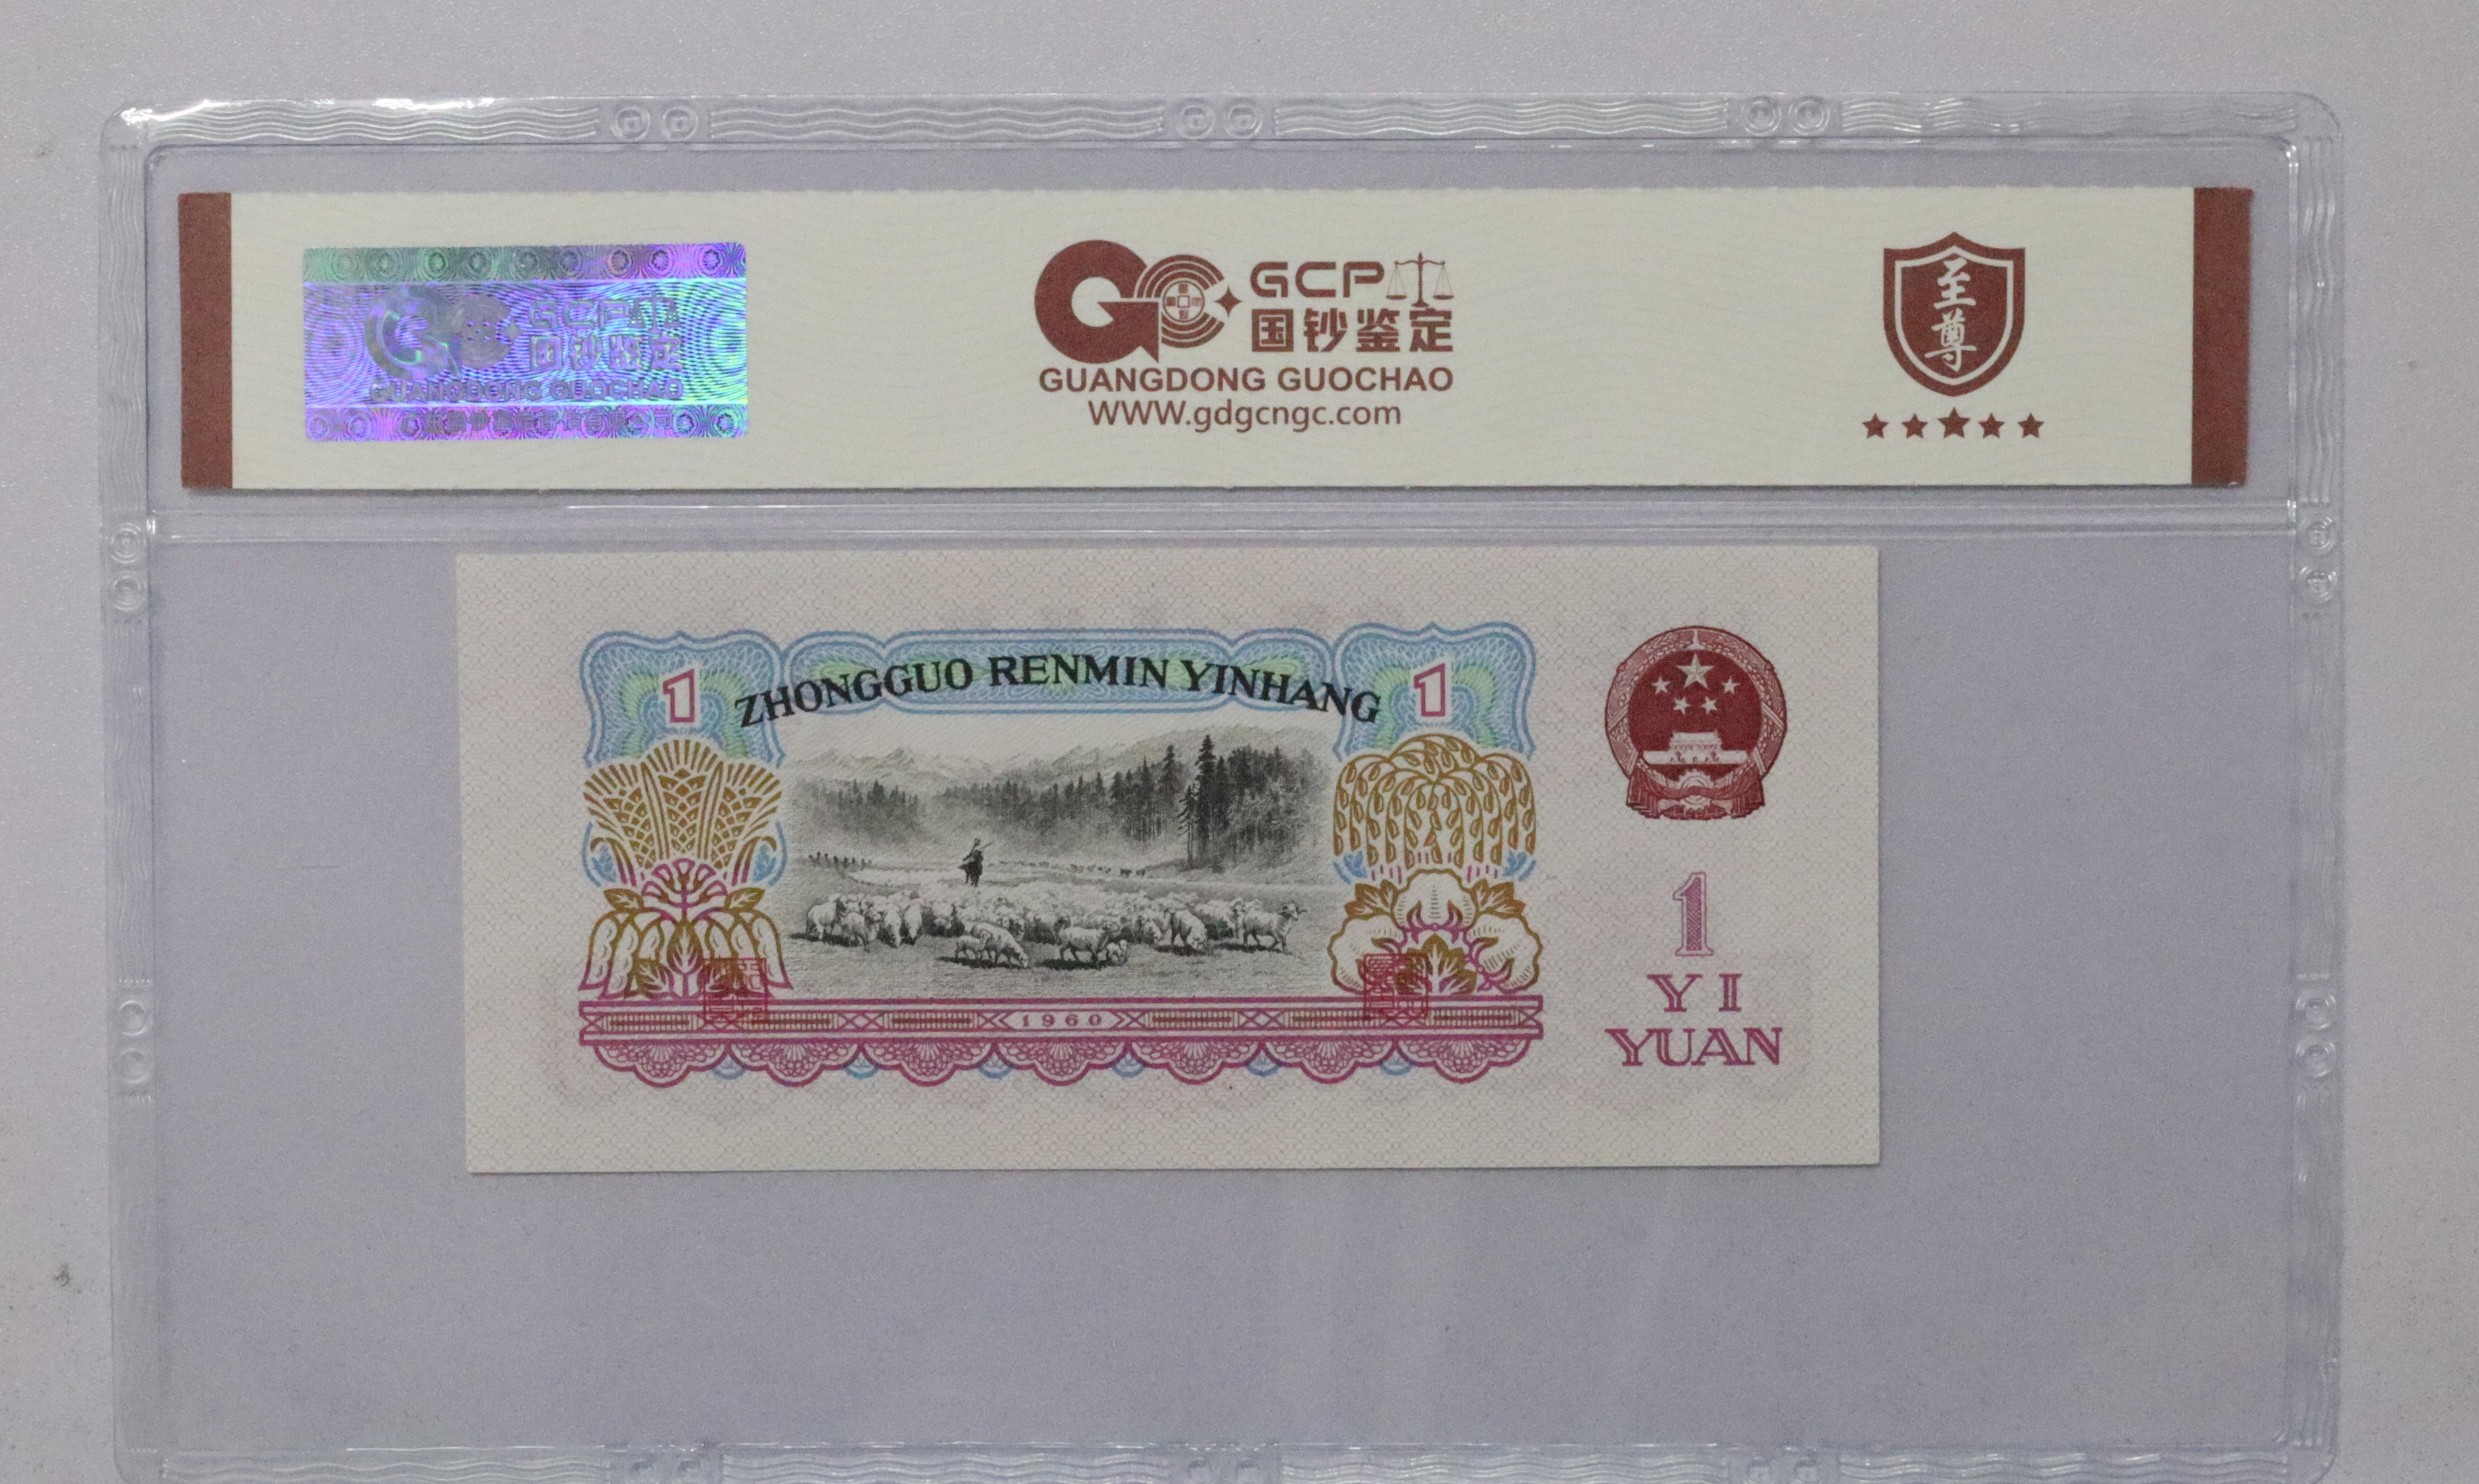 GCP
国钞鉴定
GUANGDONG GUOCHAO
GCP
国钞鉴定
GUANGDONG GUOCHAO
WWW.gdgcngc.com
至尊
1
ZHONGGUO RENMIN YINHANG
1
1960
1
YI
YUAN